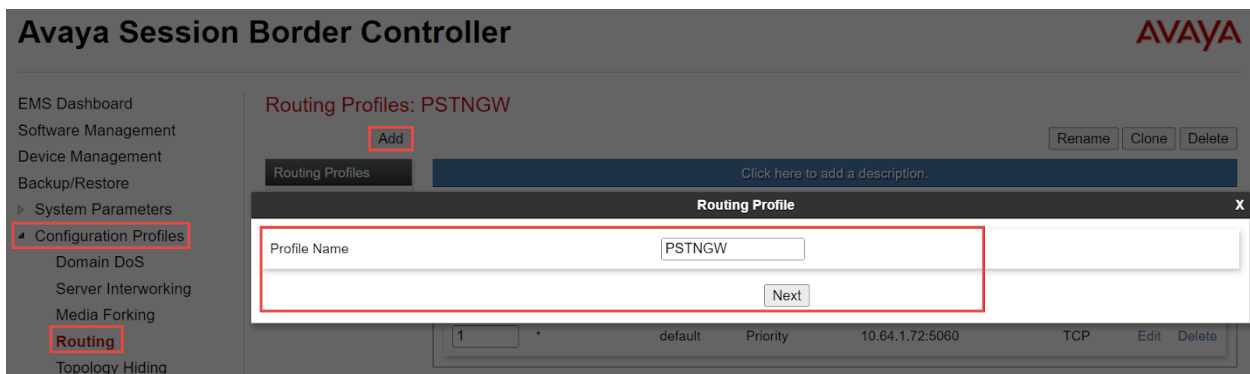 Avaya Session Border Controller
AVAYA
EMS Dashboard
Software Management
Device Management
Backup/Restore
System Parameters
Configuration Profiles
Domain DoS
Server Interworking
Media Forking
Routing
Topology Hiding
Routing Profiles: PSTNGW
Add
Rename Clone Delete
Routing Profiles
Click here to add a description.
Routing Profile X
Profile Name PSTNGW
Next
1 * default Priority 10.64.1.72:5060 TCP Edit Delete